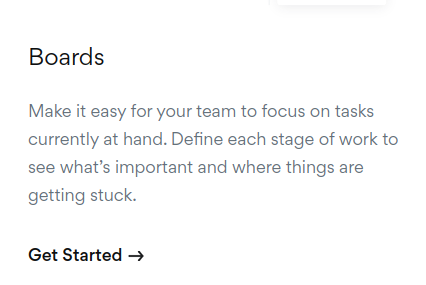 Boards
Make it easy for your team to focus on tasks
currently at hand. Define each stage of work to
see what’s important and where things are
getting stuck.
Get Started →